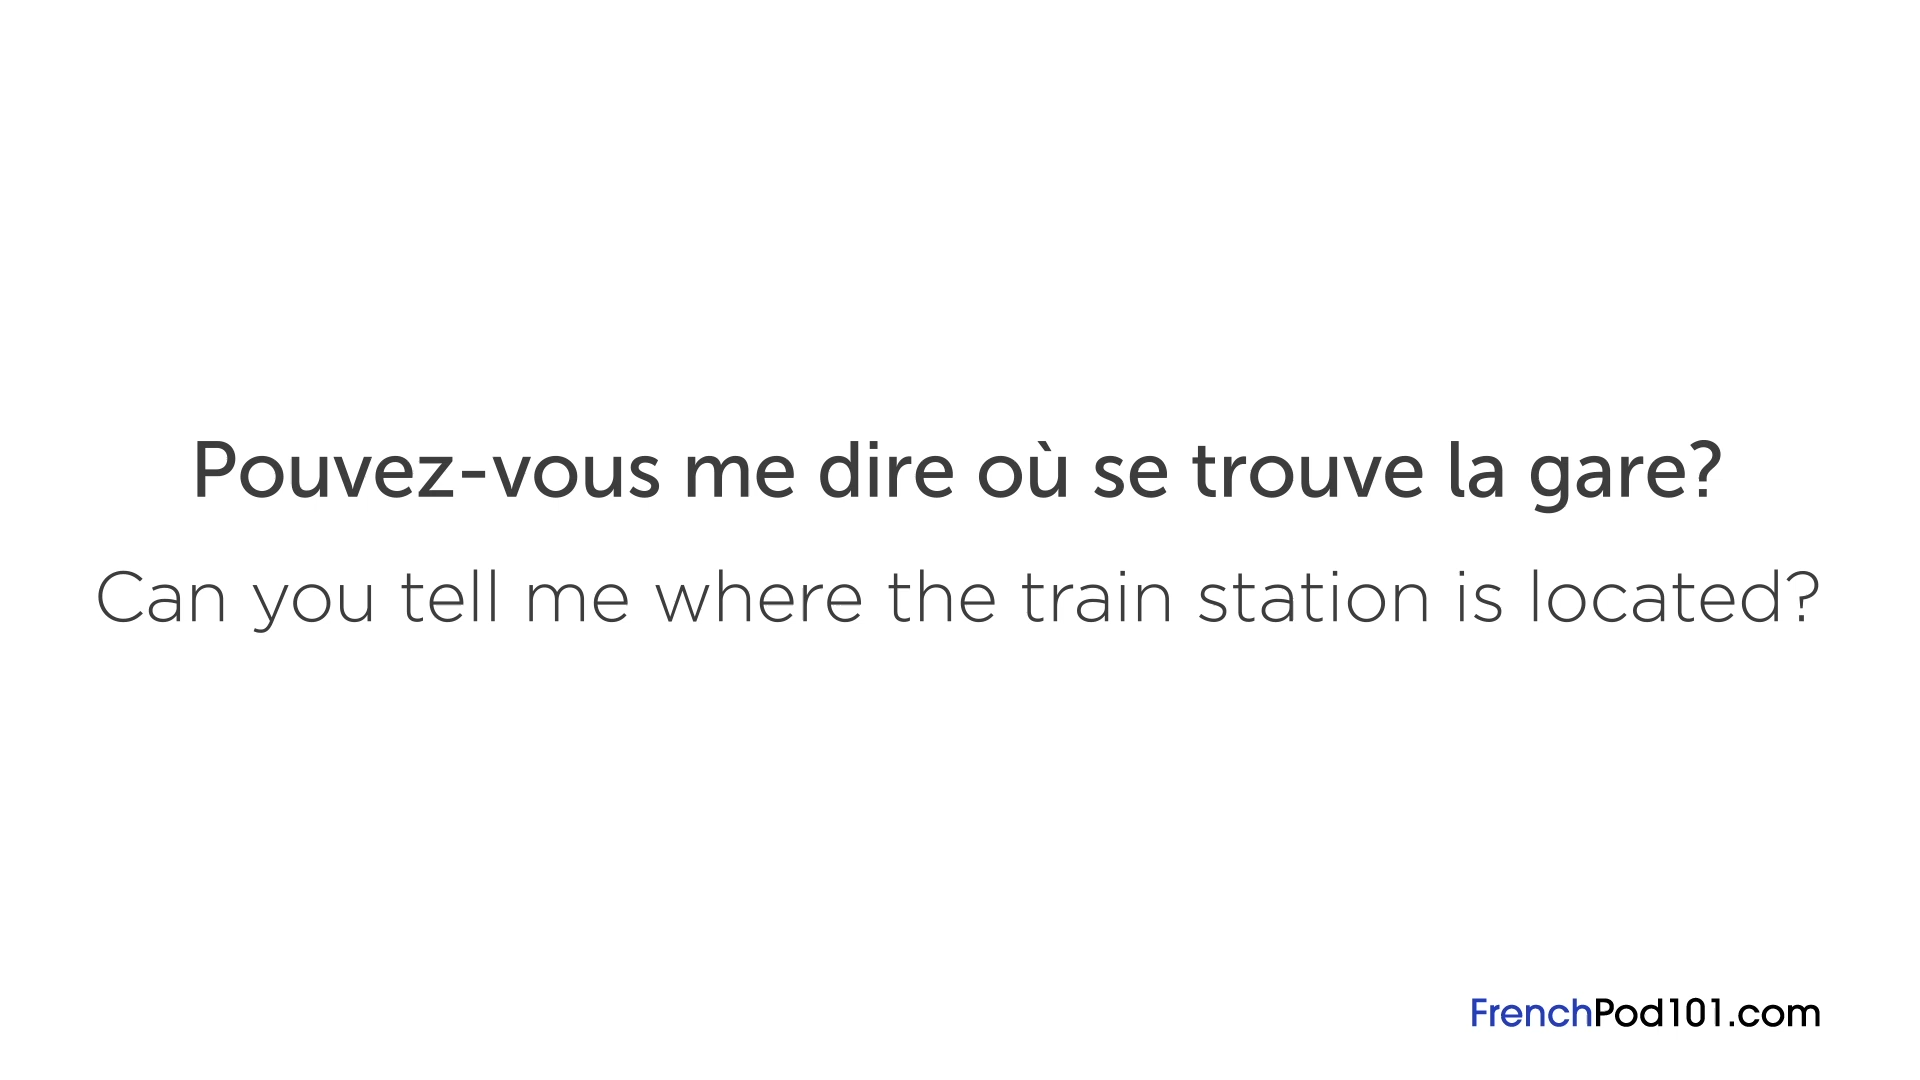 Pouvez-vous me dire où se trouve la gare?
Can you tell me where the train station is located?
FrenchPod101.com